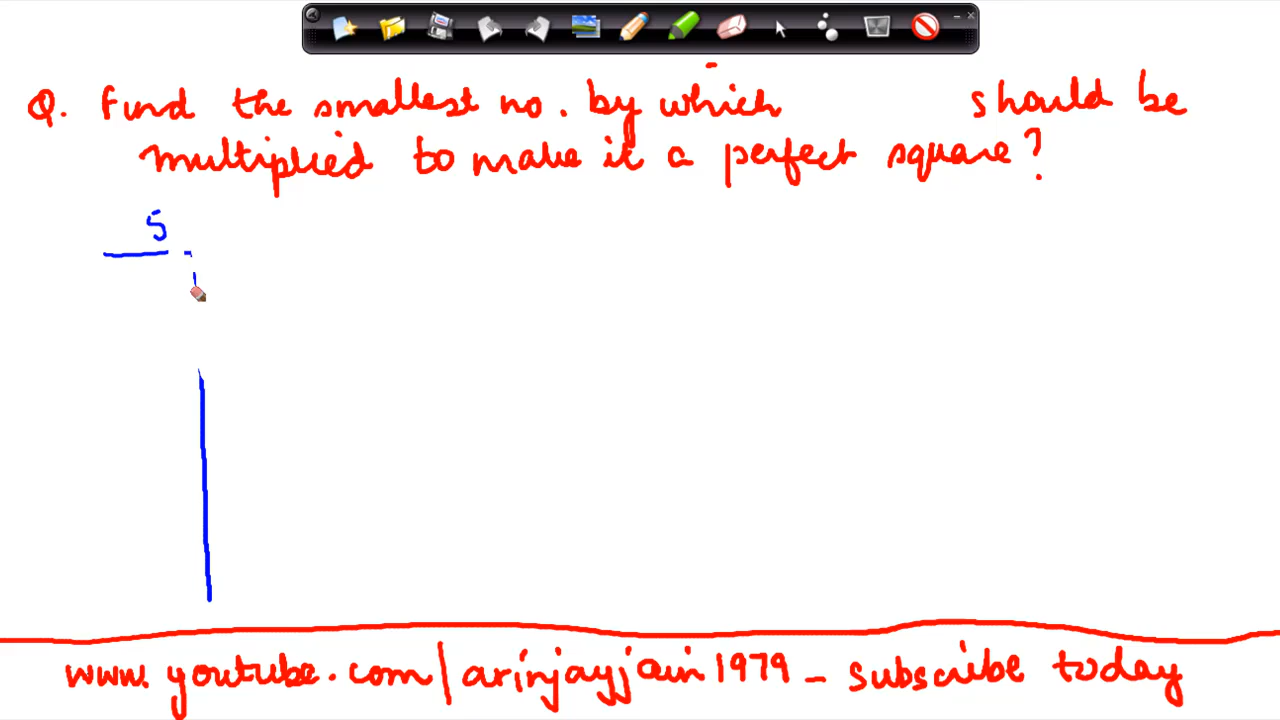 Q. Find the smallest no. by which should be
multiplied to make it a perfect square?
5
www.youtube.com/arinjayjain1979 - subscribe today